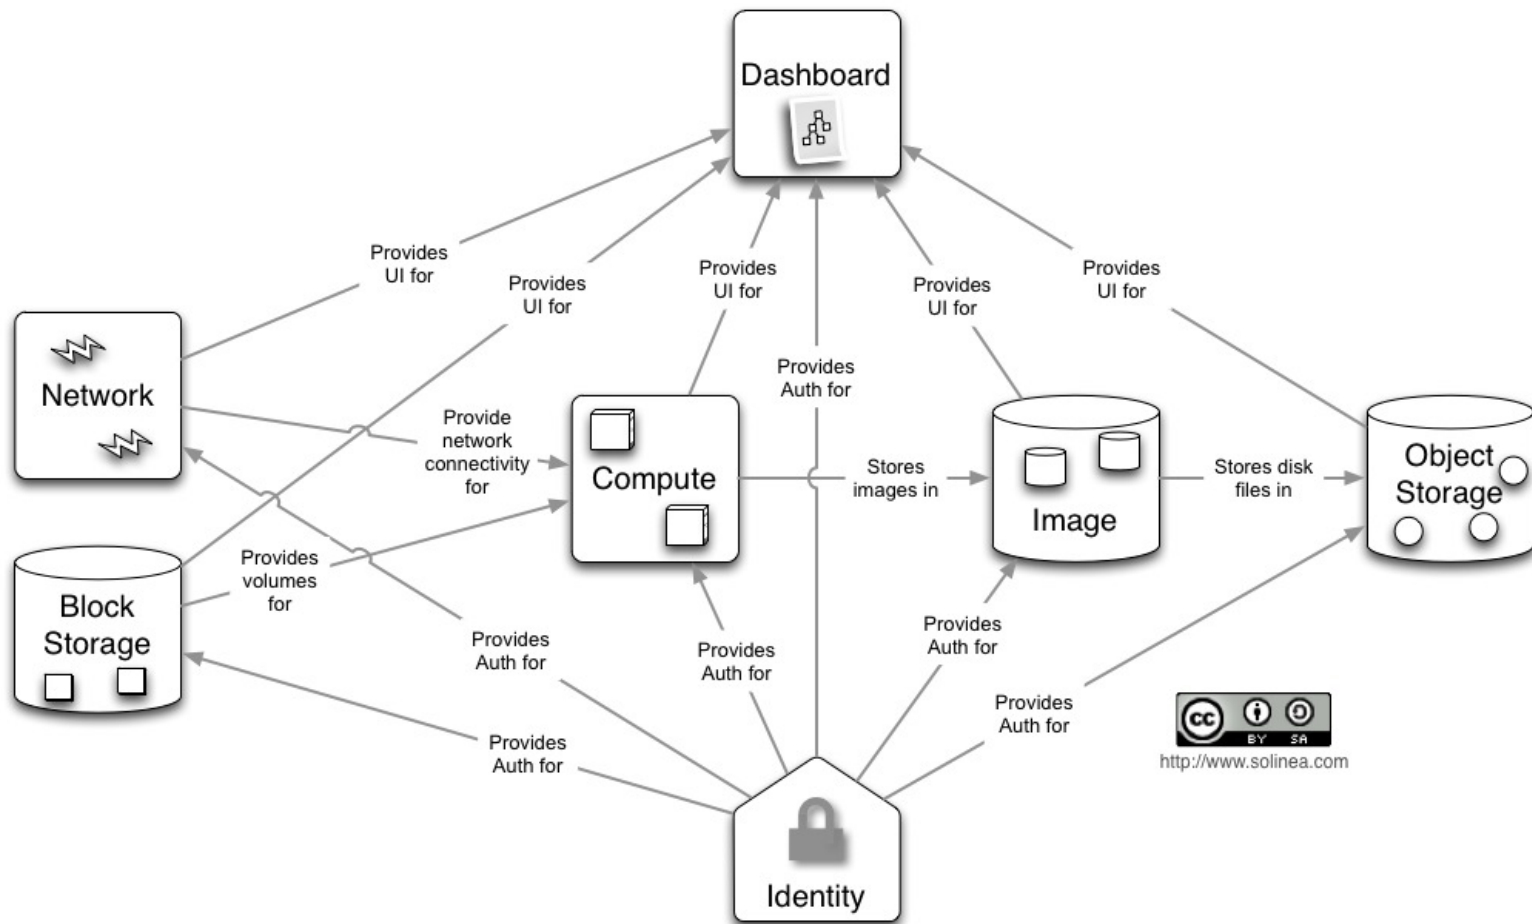 Dashboard
Provides
UI for
Provides
UI for
Provides
UI for
Provides
UI for
Provides
UI for
Provides
Auth for
Network
Provide
network
connectivity
for
Compute
Stores
images in
Image
Stores disk
files in
Object
Storage
Provides
volumes
for
Block
Storage
Provides
Auth for
Provides
Auth for
Provides
Auth for
Provides
Auth for
Provides
Auth for
cc
BY SA
http://www.solinea.com
Identity